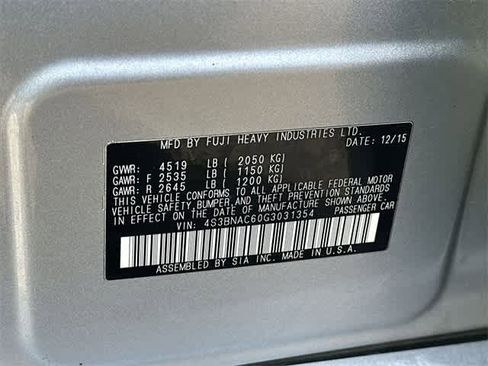 MFD BY FUJI HEAVY INDUSTRIES LTD.
DATE: 12/15
GVWR: 4519 LB ( 2050 KG)
GAWR: F 2535 LB ( 1150 KG)
GAWR: R 2645 LB ( 1200 KG)
THIS VEHICLE CONFORMS TO ALL APPLICABLE FEDERAL MOTOR
VEHICLE SAFETY, BUMPER, AND THEFT PREVENTION STANDARDS
IN EFFECT ON THE DATE OF MANUFACTURE SHOWN ABOVE.
VIN: 4S3BNAC60G3031354 PASSENGER CAR
ASSEMBLED BY SIA INC. MADE IN U.S.A.